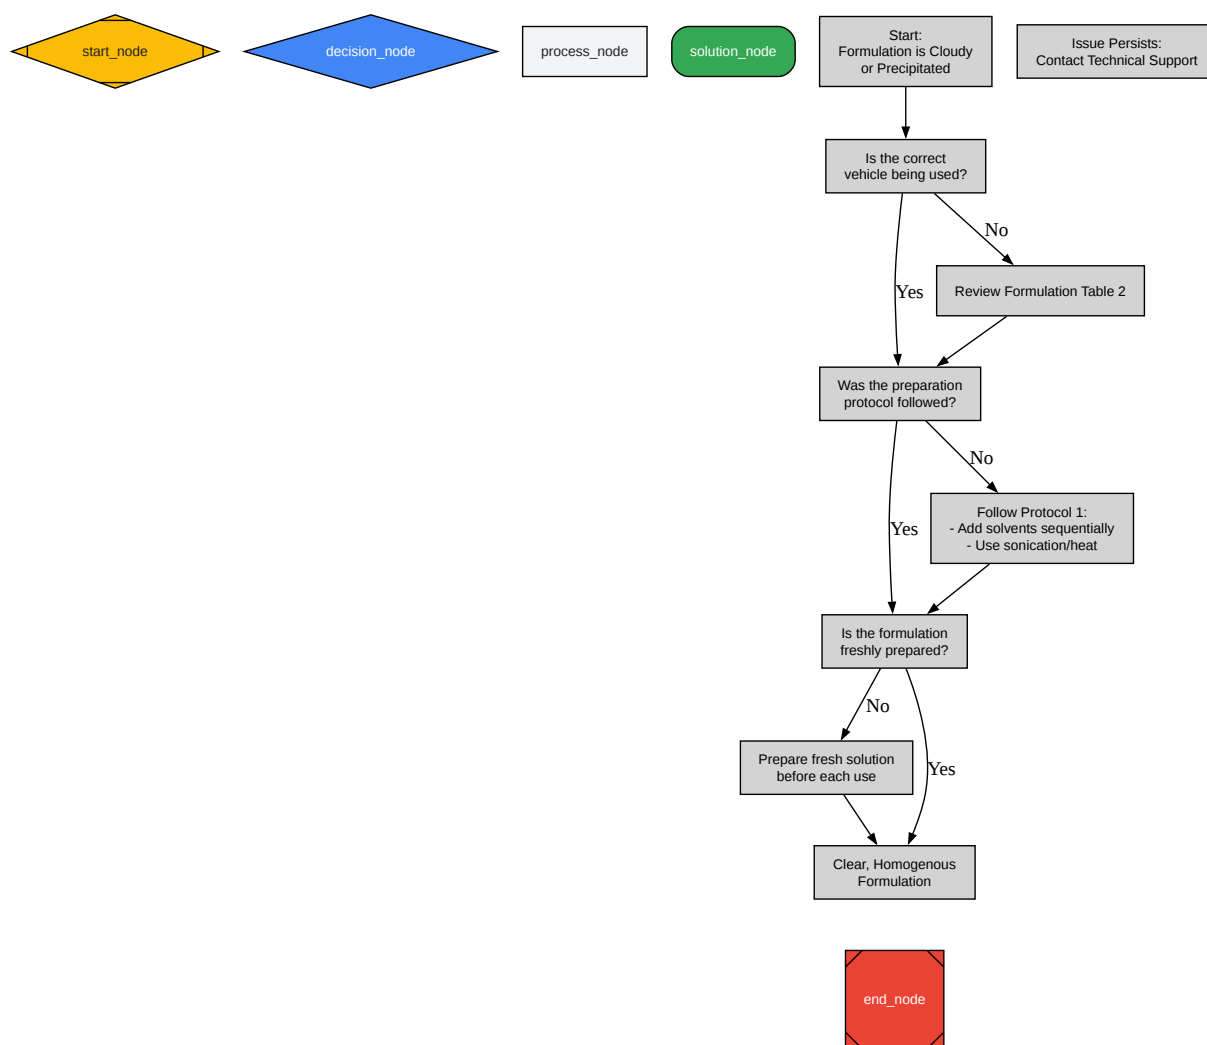 start_node
decision_node
process_node
solution_node
Start:
Formulation is Cloudy
or Precipitated
Issue Persists:
Contact Technical Support
Is the correct
vehicle being used?
No
Yes
Review Formulation Table 2
Was the preparation
protocol followed?
No
Yes
Follow Protocol 1:
- Add solvents sequentially
- Use sonication/heat
Is the formulation
freshly prepared?
No
Yes
Prepare fresh solution
before each use
Clear, Homogenous
Formulation
end_node